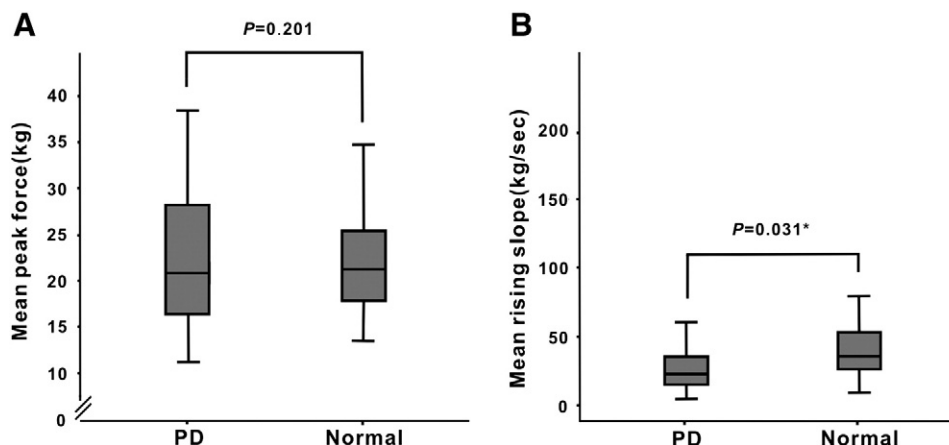 A
P=0.201
Mean peak force(kg)
40
35
30
25
20
15
10
0
PD Normal
B
Mean rising slope(kg/sec)
200
150
P=0.031*
100
50
0
PD Normal